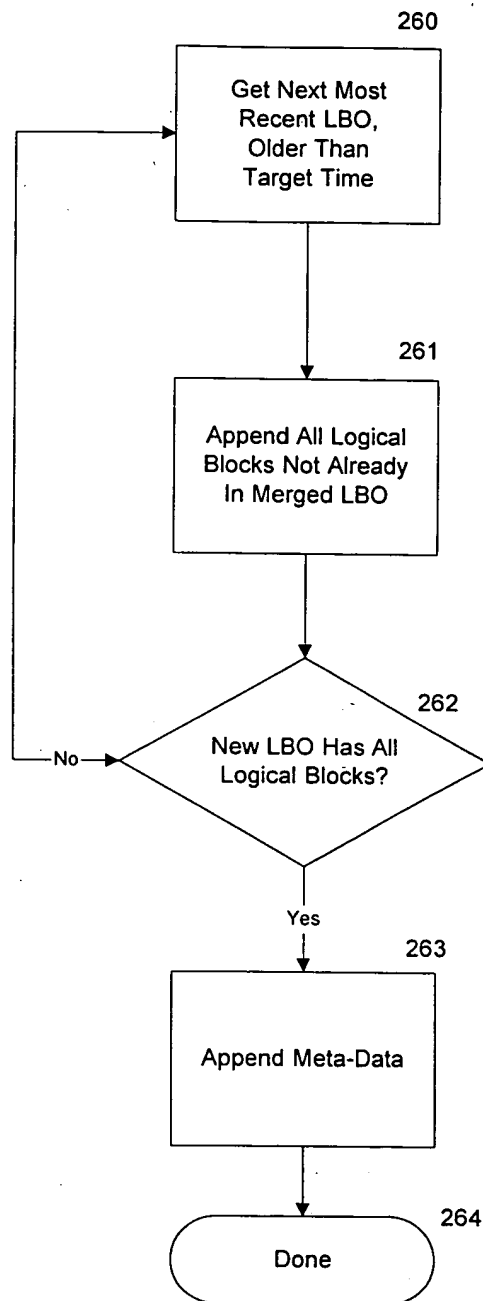 260
Get Next Most
Recent LBO,
Older Than
Target Time
261
Append All Logical
Blocks Not Already
In Merged LBO
262
New LBO Has All
Logical Blocks?
No
Yes
263
Append Meta-Data
264
Done